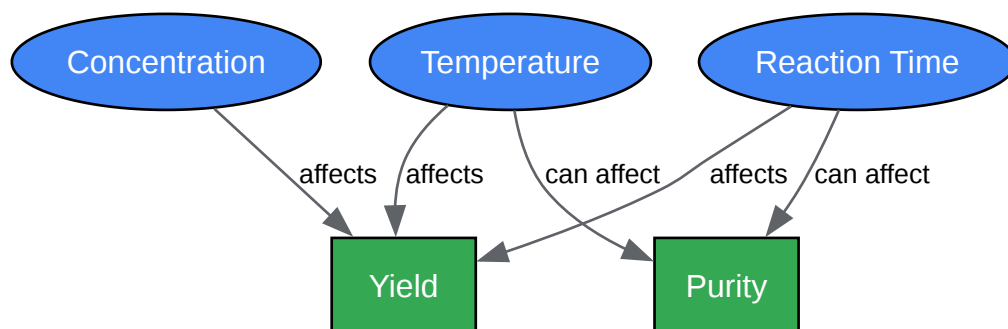 Concentration
Temperature
Reaction Time
affects
affects
can affect
affects
can affect
Yield
Purity